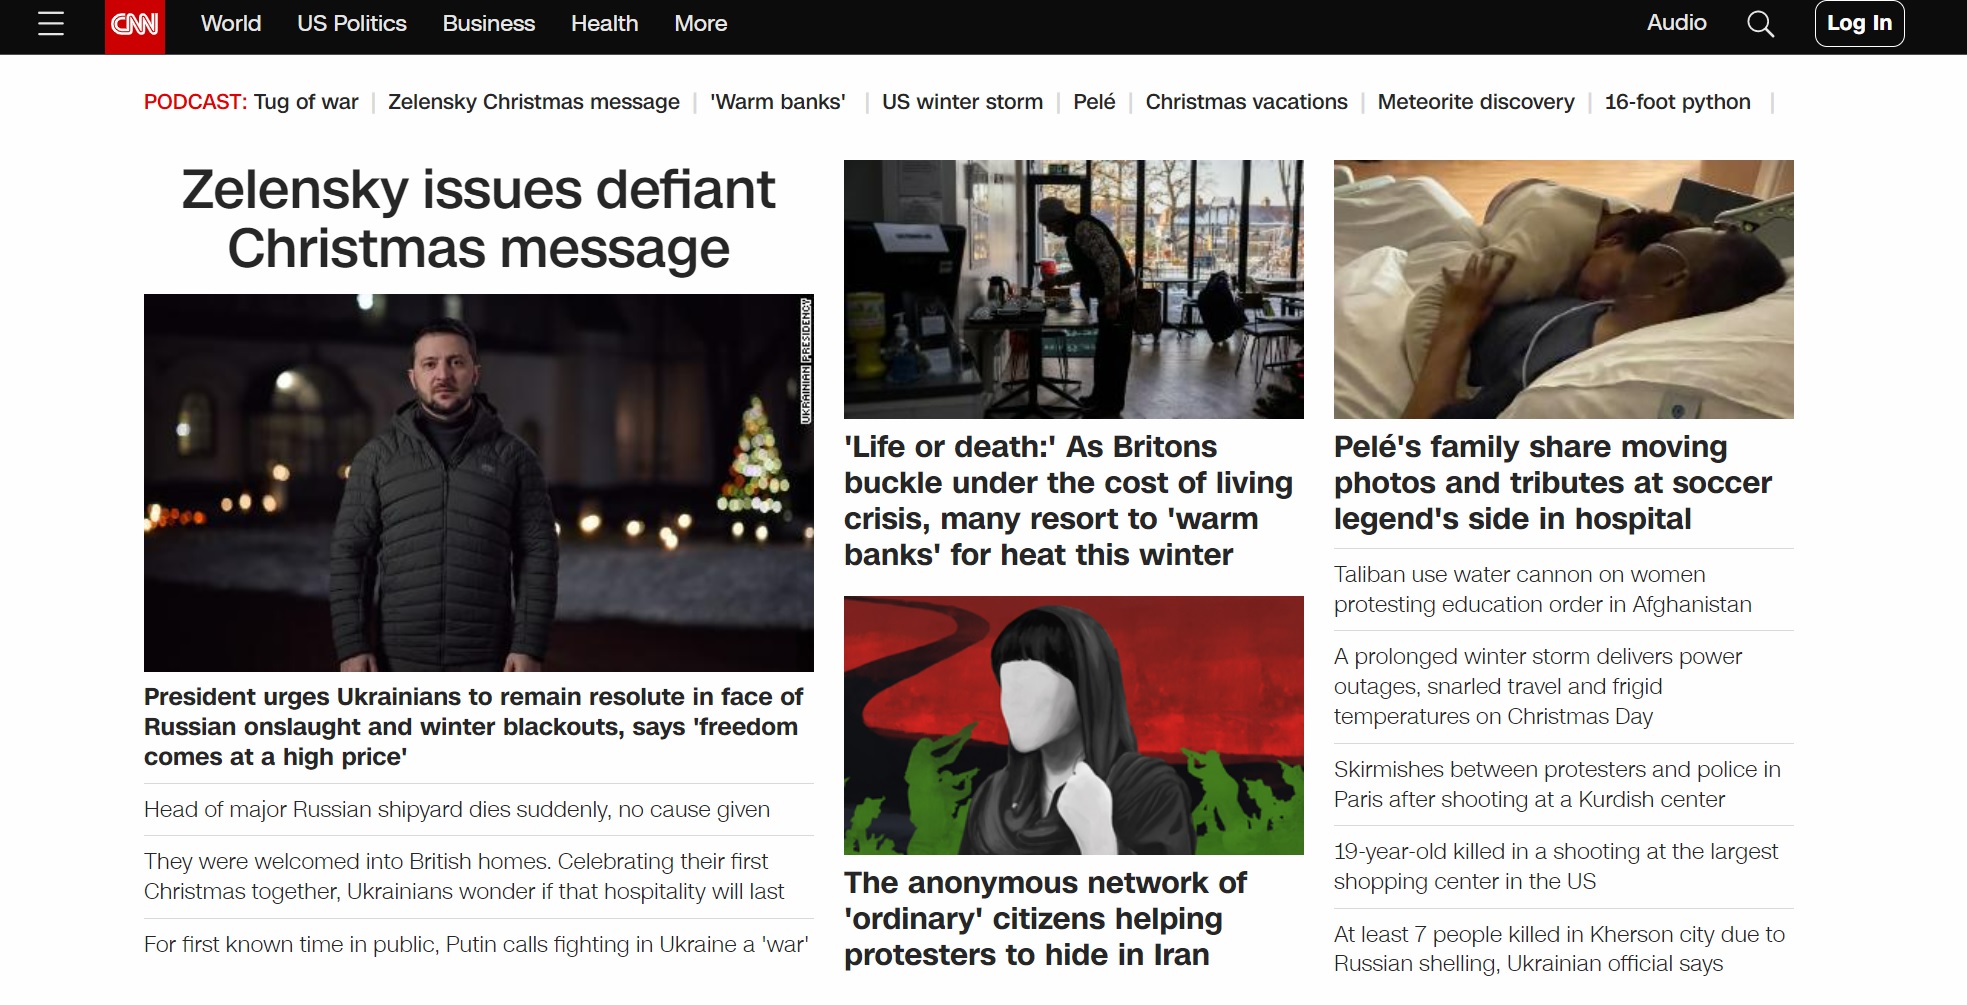 CNN
World
US Politics
Business
Health
More
Audio
Log In
PODCAST: Tug of war
Zelensky Christmas message
'Warm banks'
US winter storm
Pelé
Christmas vacations
Meteorite discovery
16-foot python
Zelensky issues defiant
Christmas message
UKRAINIAN PRESIDENCY
President urges Ukrainians to remain resolute in face of
Russian onslaught and winter blackouts, says 'freedom
comes at a high price'
Head of major Russian shipyard dies suddenly, no cause given
They were welcomed into British homes. Celebrating their first
Christmas together, Ukrainians wonder if that hospitality will last
For first known time in public, Putin calls fighting in Ukraine a 'war'
'Life or death:' As Britons
buckle under the cost of living
crisis, many resort to 'warm
banks' for heat this winter
The anonymous network of
'ordinary' citizens helping
protesters to hide in Iran
Pelé's family share moving
photos and tributes at soccer
legend's side in hospital
Taliban use water cannon on women
protesting education order in Afghanistan
A prolonged winter storm delivers power
outages, snarled travel and frigid
temperatures on Christmas Day
Skirmishes between protesters and police in
Paris after shooting at a Kurdish center
19-year-old killed in a shooting at the largest
shopping center in the US
At least 7 people killed in Kherson city due to
Russian shelling, Ukrainian official says